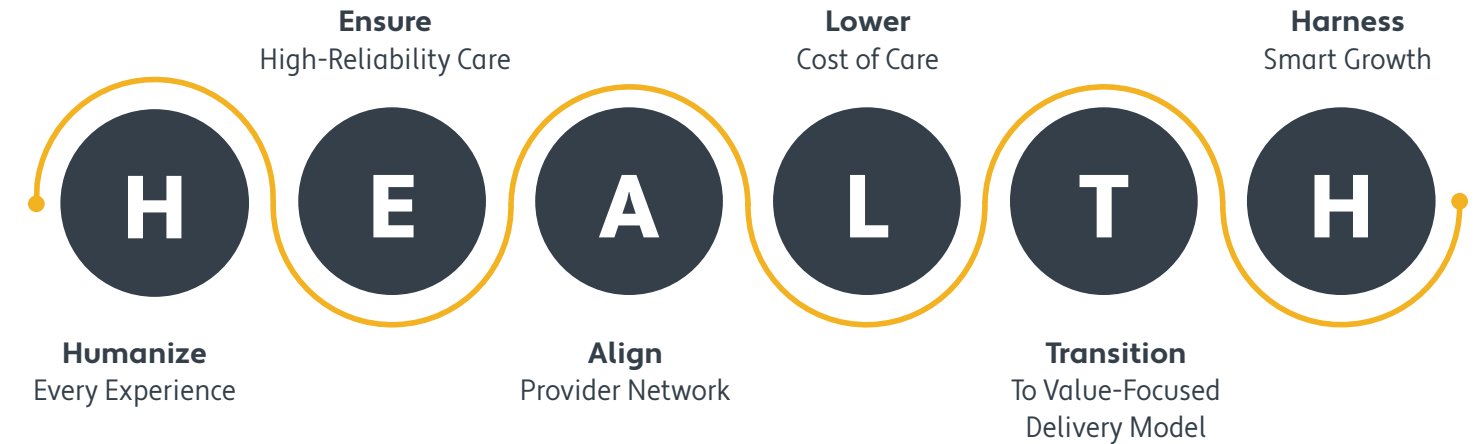 Ensure
High-Reliability Care
Lower
Cost of Care
Harness
Smart Growth
H E A L T H
Humanize
Every Experience
Align
Provider Network
Transition
To Value-Focused
Delivery Model